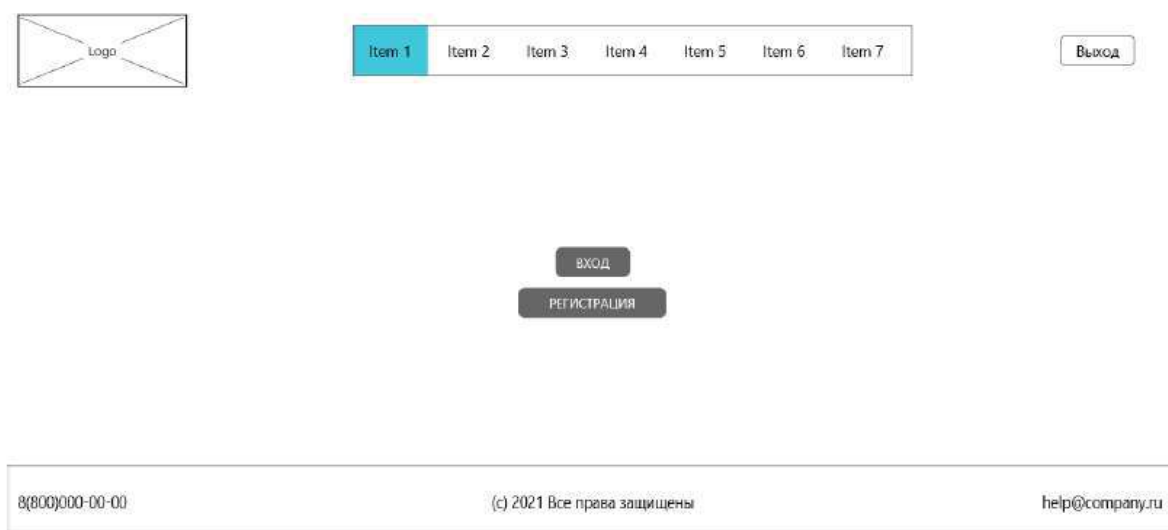 Logo
Item 1 Item 2 Item 3 Item 4 Item 5 Item 6 Item 7
Выход
ВХОД
РЕГИСТРАЦИЯ
8(800)000-00-00 (c) 2021 Все права защищены help@company.ru